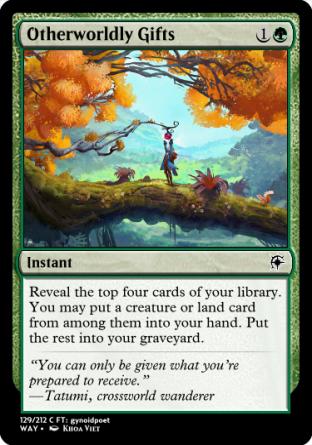 Otherworldly Gifts 1
Instant
Reveal the top four cards of your library.
You may put a creature or land card
from among them into your hand. Put
the rest into your graveyard.
“You can only be given what you’re
prepared to receive.”
—Tatumi, crossworld wanderer
129/212 C FT: gynoidpoet
WAY • Khoa Viet